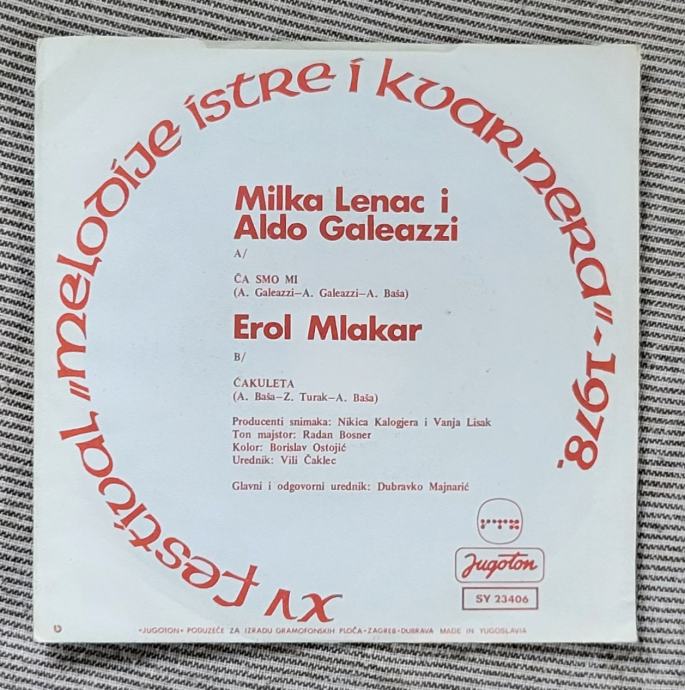 XV Festival „Melodije Istre i Kvarnera” - 1978.
Milka Lenac i
Aldo Galeazzi
A/
ČA SMO MI
(A. Galeazzi–A. Galeazzi–A. Baša)
Erol Mlakar
B/
ČAKULETA
(A. Baša–Z. Turak–A. Baša)
Producenti snimaka: Nikica Kalogjera i Vanja Lisak
Ton majstor: Radan Bosner
Kolor: Borislav Ostojić
Urednik: Vili Čaklec
Glavni i odgovorni urednik: Dubravko Majnarić
Jugoton
SY 23406
«JUGOTON» PODUZEĆE ZA IZRADU GRAMOFONSKIH PLOČA - ZAGREB - DUBRAVA MADE IN YUGOSLAVIA